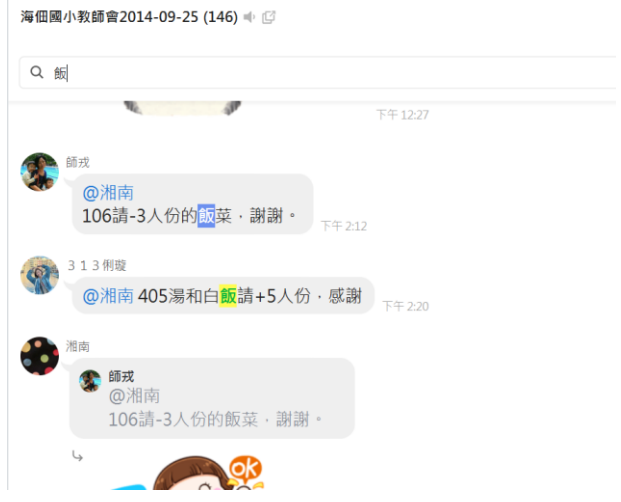 海佃國小教師會2014-09-25 (146)
飯
下午 12:27
師戎
@湘南
106請-3人份的飯菜，謝謝。
下午 2:12
３１３俐璇
@湘南 405湯和白飯請+5人份，感謝
下午 2:20
湘南
師戎
@湘南
106請-3人份的飯菜，謝謝。
ok